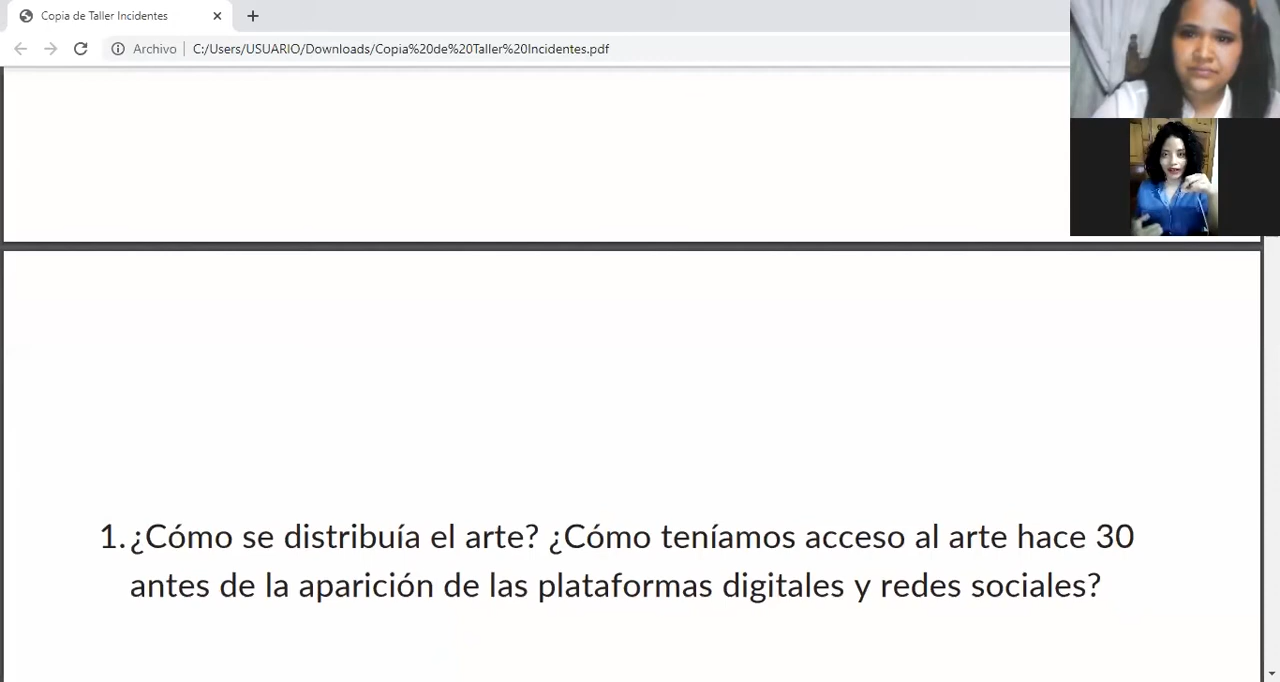 Copia de Taller Incidentes
Archivo C:/Users/USUARIO/Downloads/Copia%20de%20Taller%20Incidentes.pdf
1. ¿Cómo se distribuía el arte? ¿Cómo teníamos acceso al arte hace 30
antes de la aparición de las plataformas digitales y redes sociales?